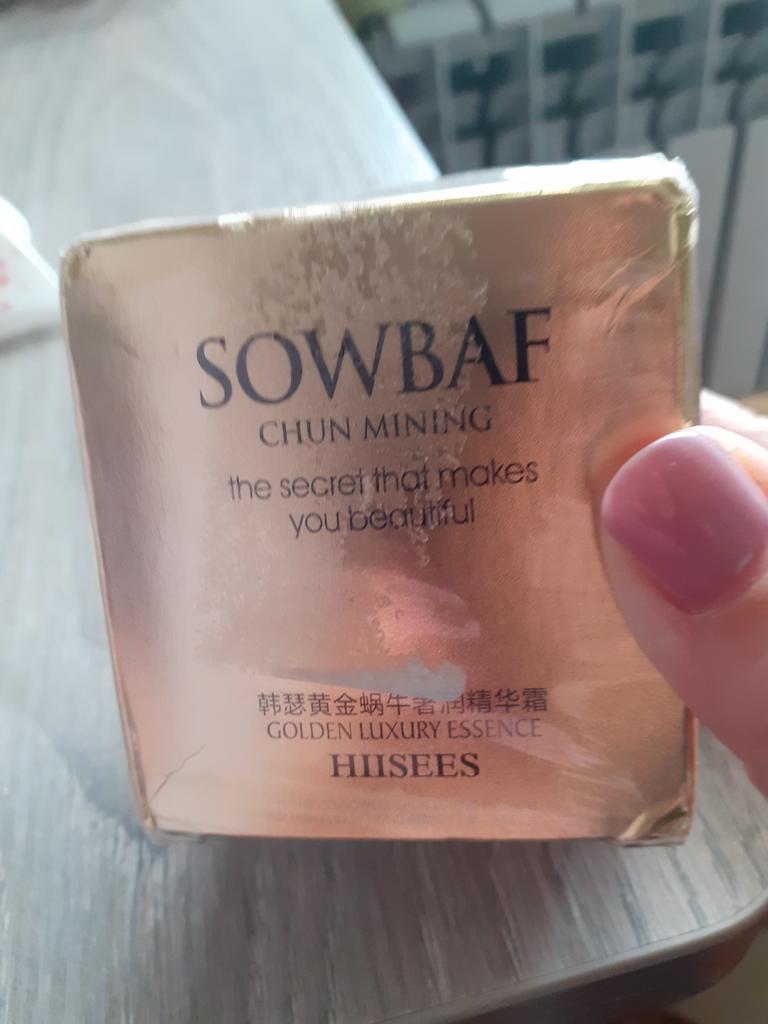 SOWBAF
CHUN MINING
the secret that makes
you beautiful
韩瑟黄金蜗牛奢润精华霜
GOLDEN LUXURY ESSENCE
HIISEES